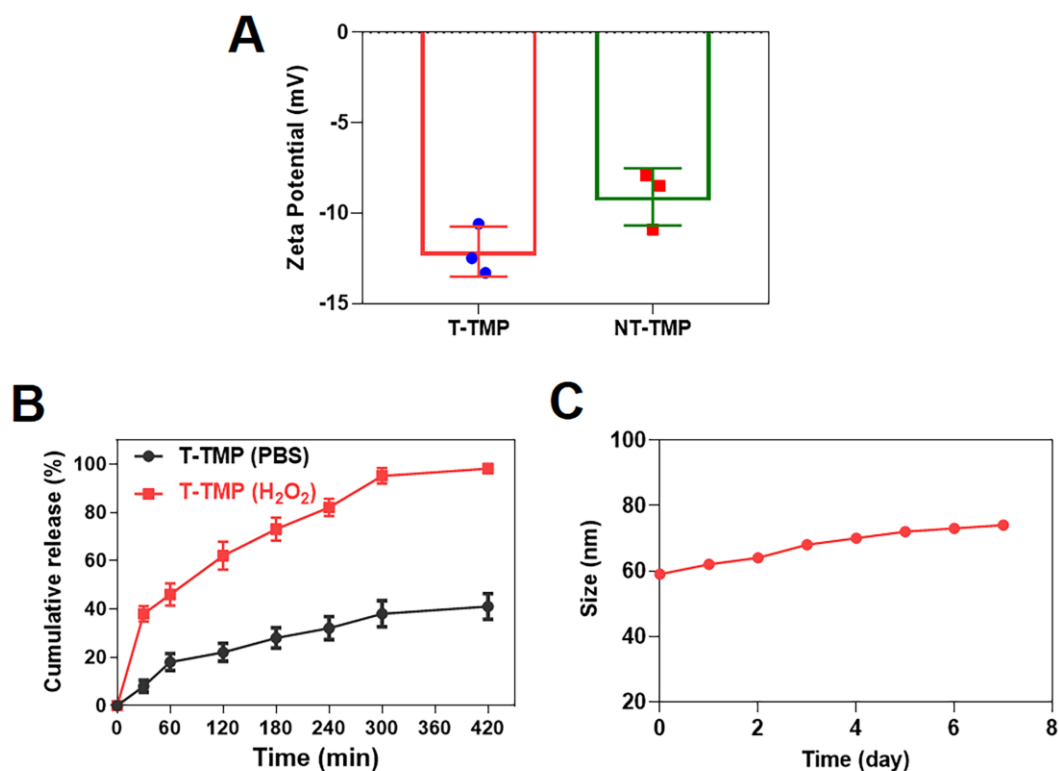 A
Zeta Potential (mV)
0
-5
-10
-15
T-TMP
NT-TMP
B
Cumulative release (%)
100
80
60
40
20
0
T-TMP (PBS)
T-TMP (H₂O₂)
0 60 120 180 240 300 360 420
Time (min)
C
Size (nm)
100
80
60
40
20
0 2 4 6 8
Time (day)